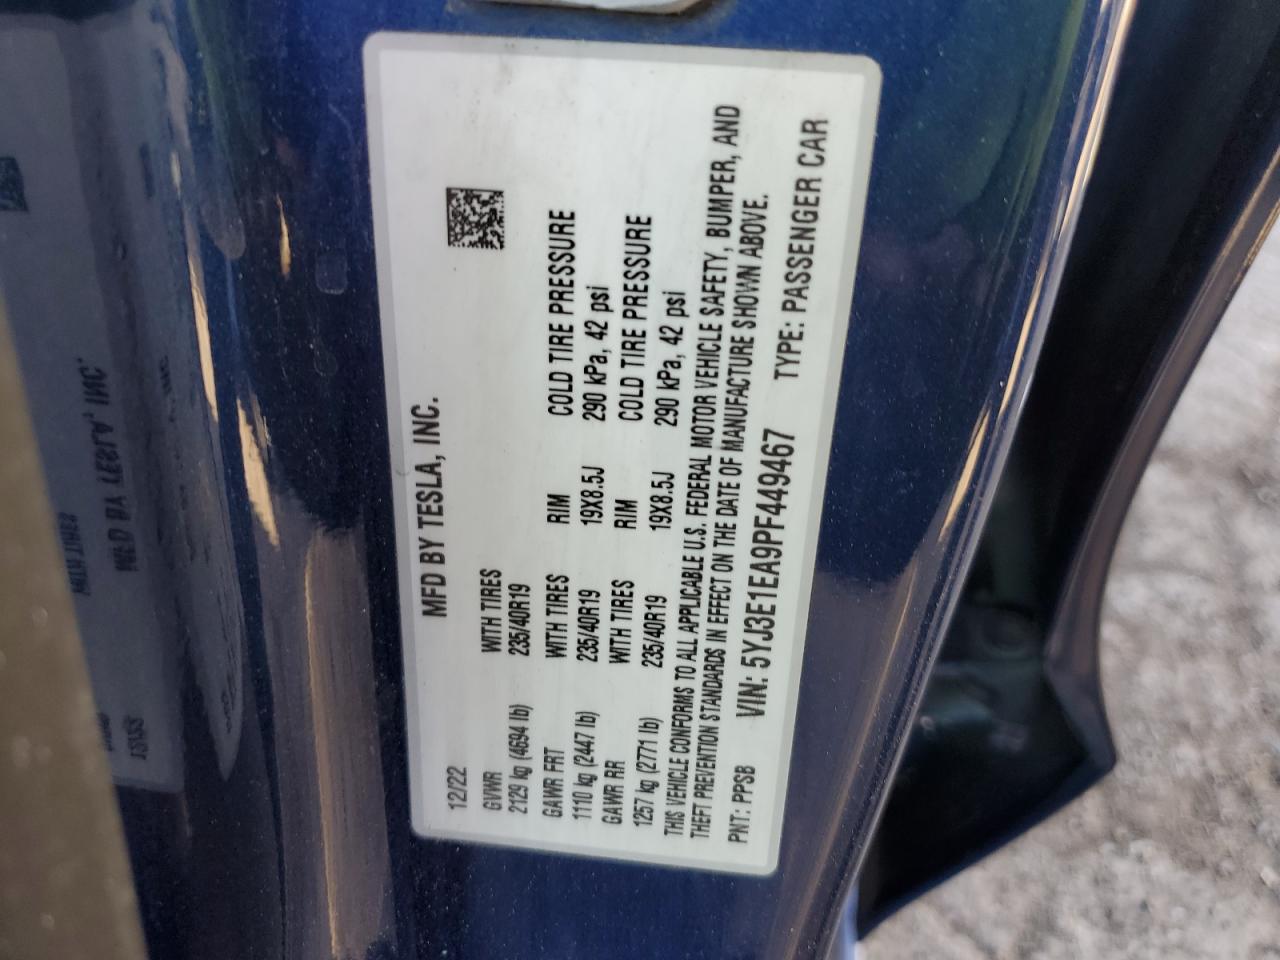 MFD BY TESLA, INC.
12/22
GVWR WITH TIRES
2129 kg (4694 lb) 235/40R19
GAWR FRT WITH TIRES RIM COLD TIRE PRESSURE
1110 kg (2447 lb) 235/40R19 19X8.5J 290 kPa, 42 psi
GAWR RR WITH TIRES RIM COLD TIRE PRESSURE
1257 kg (2771 lb) 235/40R19 19X8.5J 290 kPa, 42 psi
THIS VEHICLE CONFORMS TO ALL APPLICABLE U.S. FEDERAL MOTOR VEHICLE SAFETY, BUMPER, AND
THEFT PREVENTION STANDARDS IN EFFECT ON THE DATE OF MANUFACTURE SHOWN ABOVE.
PNT: PPSB VIN: 5YJ3E1EA9PF449467 TYPE: PASSENGER CAR